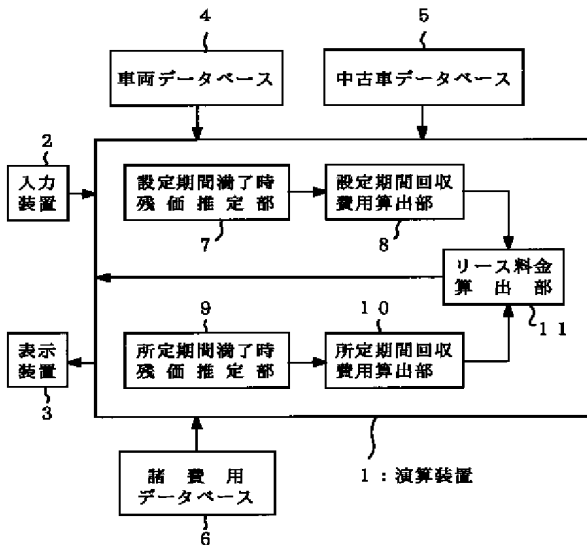 4
5
車両データベース
中古車データベース
2
入力
装置
設定期間満了時
残価推定部
設定期間回収
費用算出部
7
8
リース料金
算出部
11
9
10
表示
装置
所定期間満了時
残価推定部
所定期間回収
費用算出部
3
諸費用
データベース
1:演算装置
6